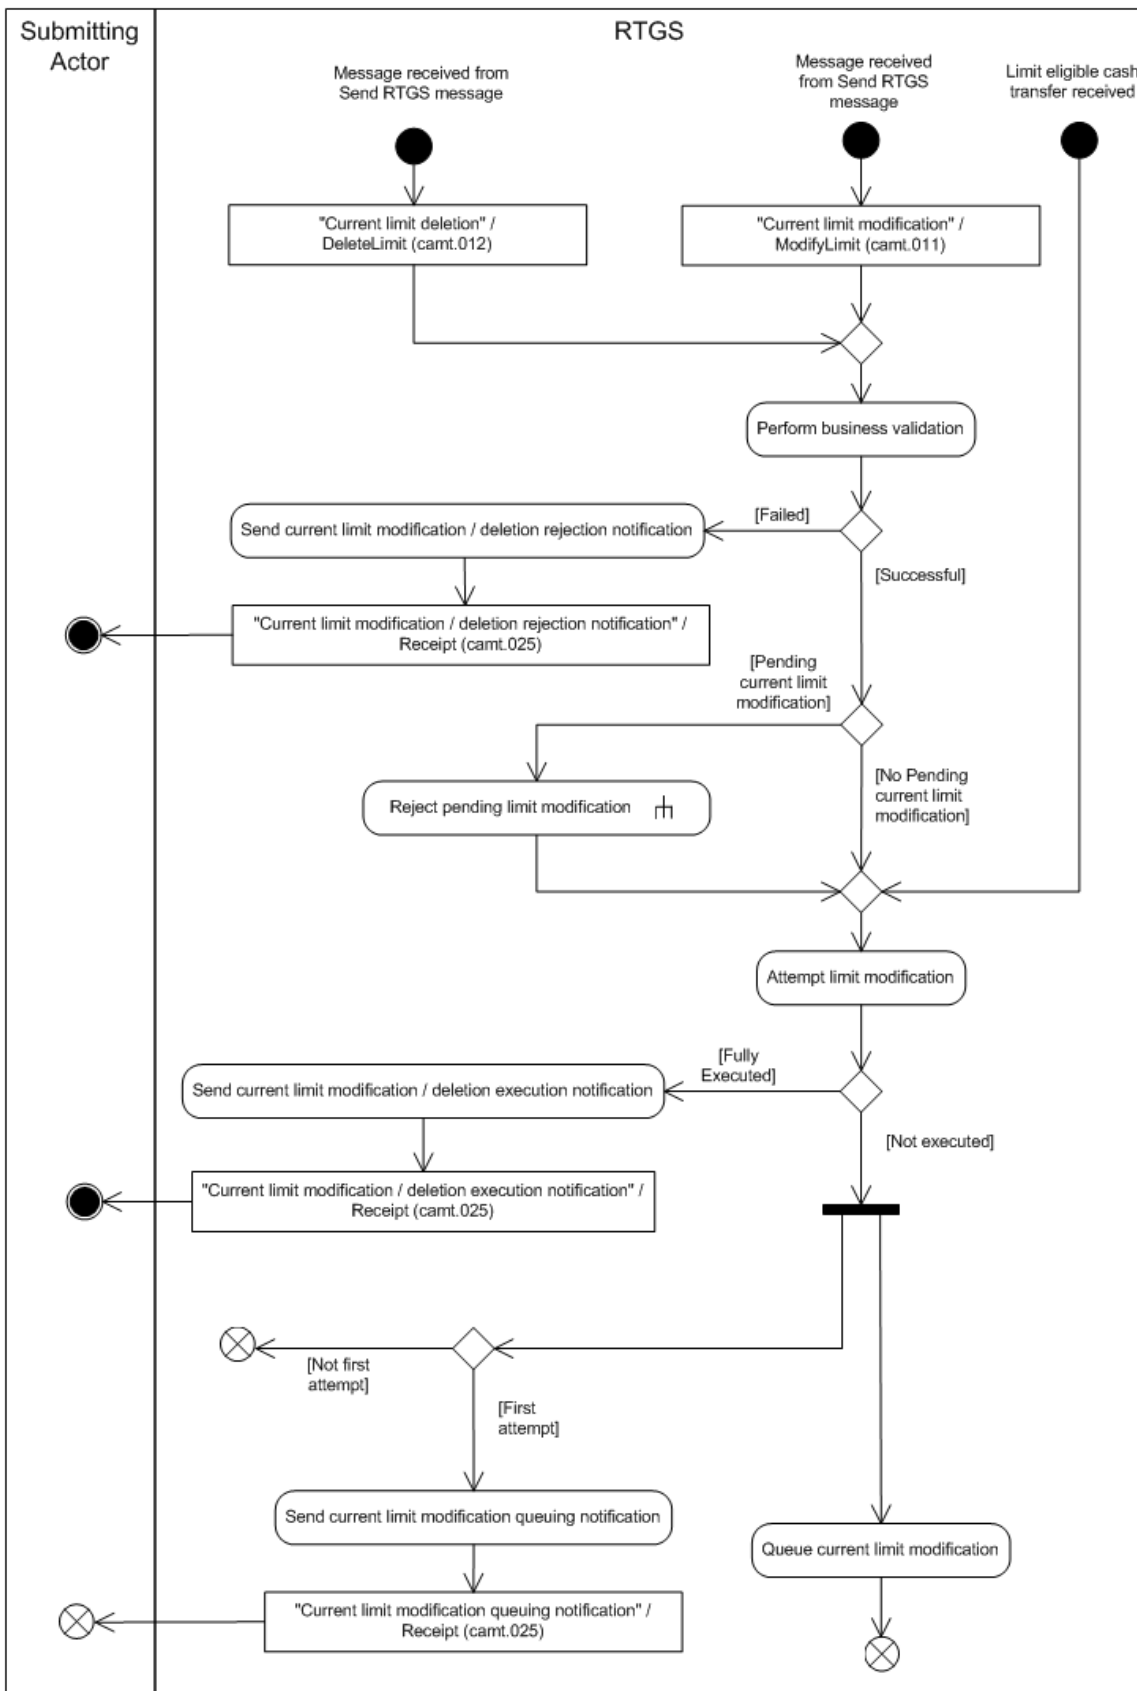 Submitting
Actor
RTGS
Message received from
Send RTGS message
Message received
from Send RTGS
message
Limit eligible cash
transfer received
"Current limit deletion" /
DeleteLimit (camt.012)
"Current limit modification" /
ModifyLimit (camt.011)
Perform business validation
Send current limit modification / deletion rejection notification
[Failed]
[Successful]
"Current limit modification / deletion rejection notification" /
Receipt (camt.025)
[Pending
current limit
modification]
Reject pending limit modification
[No Pending
current limit
modification]
Attempt limit modification
[Fully
Executed]
Send current limit modification / deletion execution notification
[Not executed]
"Current limit modification / deletion execution notification" /
Receipt (camt.025)
[Not first
attempt]
[First
attempt]
Send current limit modification queuing notification
Queue current limit modification
"Current limit modification queuing notification" /
Receipt (camt.025)